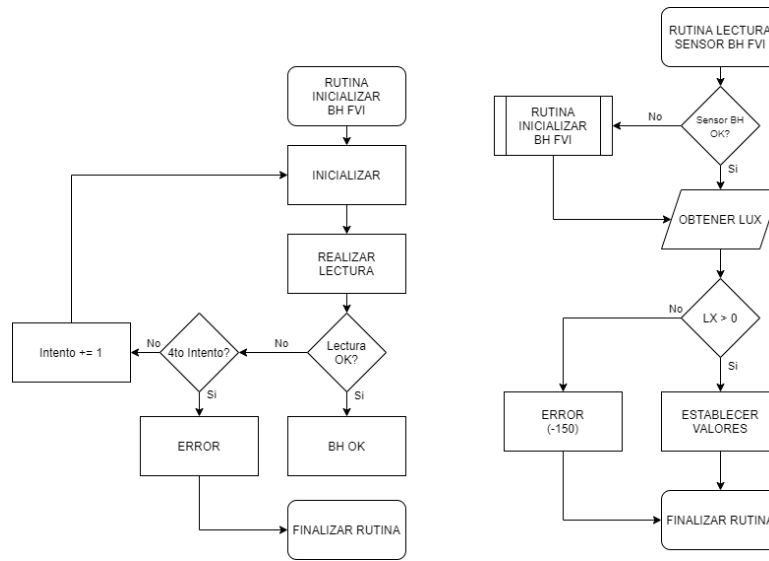 RUTINA
INICIALIZAR
BH FVI
INICIALIZAR
REALIZAR
LECTURA
Lectura
OK?
No
4to Intento?
No
Intento += 1
Si
Si
ERROR
BH OK
FINALIZAR RUTINA
RUTINA LECTURA
SENSOR BH FVI
Sensor BH
OK?
No
RUTINA
INICIALIZAR
BH FVI
Si
OBTENER LUX
LX > 0
No
Si
ERROR
(-150)
ESTABLECER
VALORES
FINALIZAR RUTINA